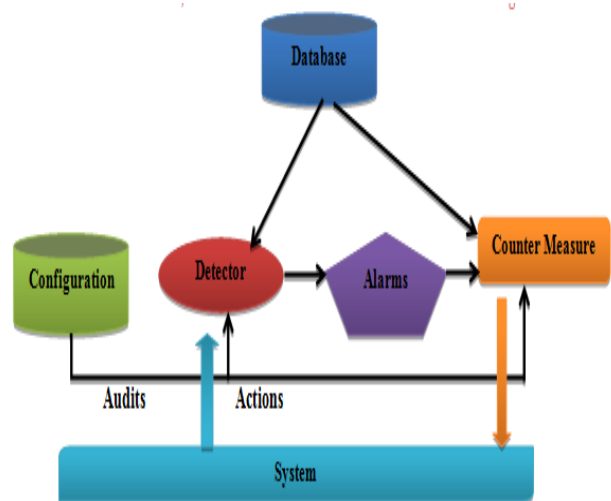 Database
Counter Measure
Detector
Alarms
Configuration
Audits
Actions
System